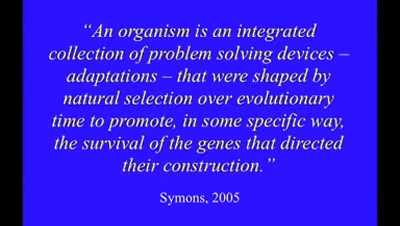 “An organism is an integrated
collection of problem solving devices –
adaptations – that were shaped by
natural selection over evolutionary
time to promote, in some specific way,
the survival of the genes that directed
their construction.”
Symons, 2005